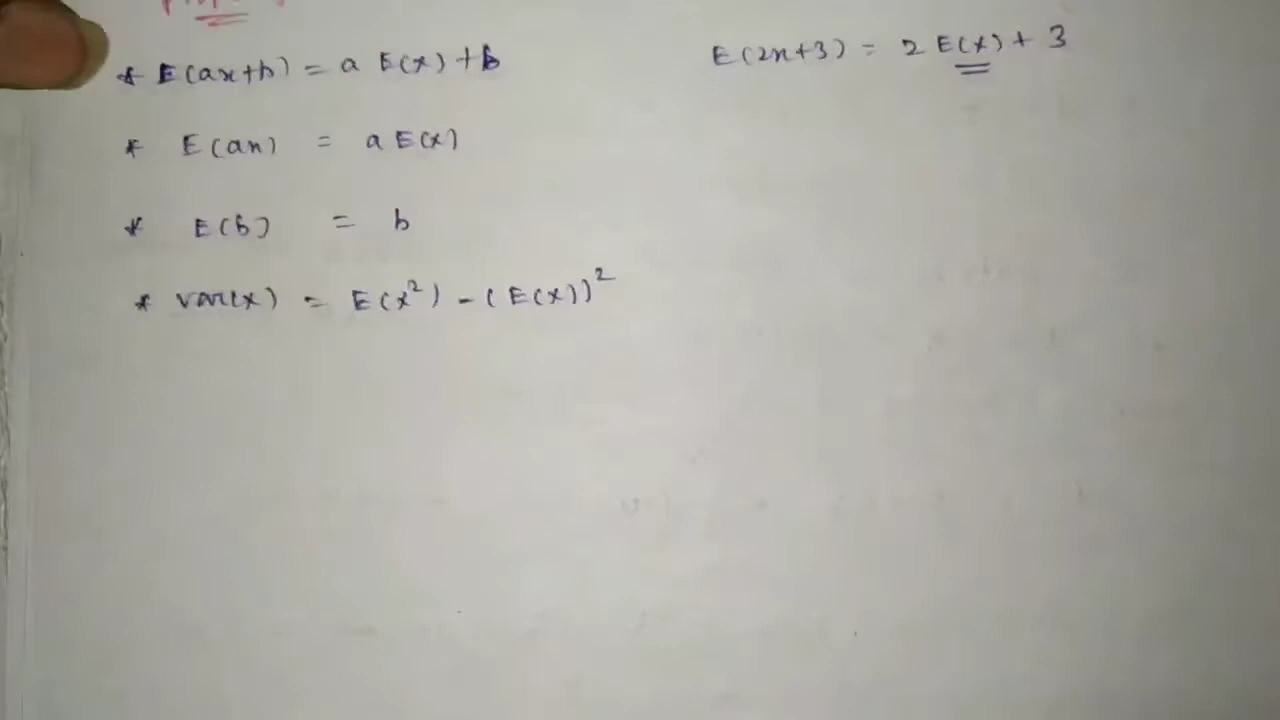 * E(ax+b) = a E(x) + b
E(2x+3) = 2 E(x) + 3
* E(ax) = a E(x)
* E(b) = b
* var(x) = E(x²) - (E(x))²